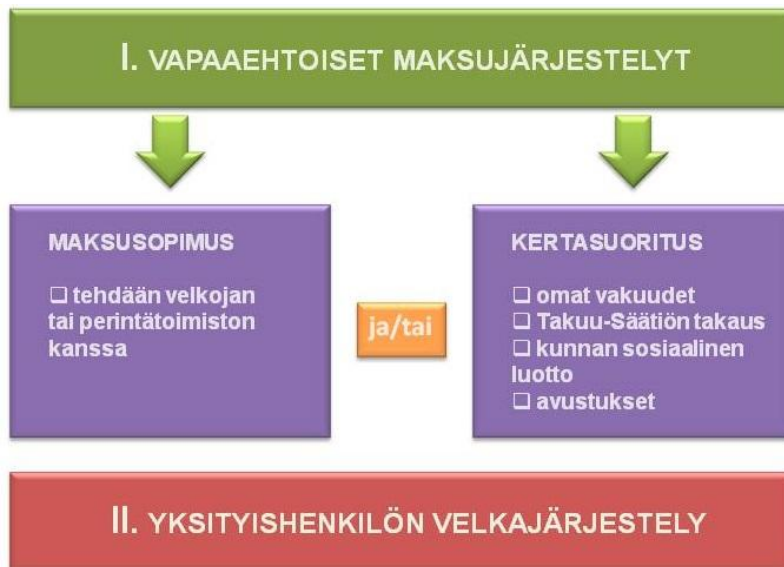 I. VAPAAEHTOISET MAKSUJÄRJESTELYT
MAKSUSOPIMUS
❑ tehdään velkojan
tai perintätoimiston
kanssa
ja/tai
KERTASUORITUS
❑ omat vakuudet
❑ Takuu-Säätiön takaus
❑ kunnan sosiaalinen
luotto
❑ avustukset
II. YKSITYISHENKILÖN VELKAJÄRJESTELY